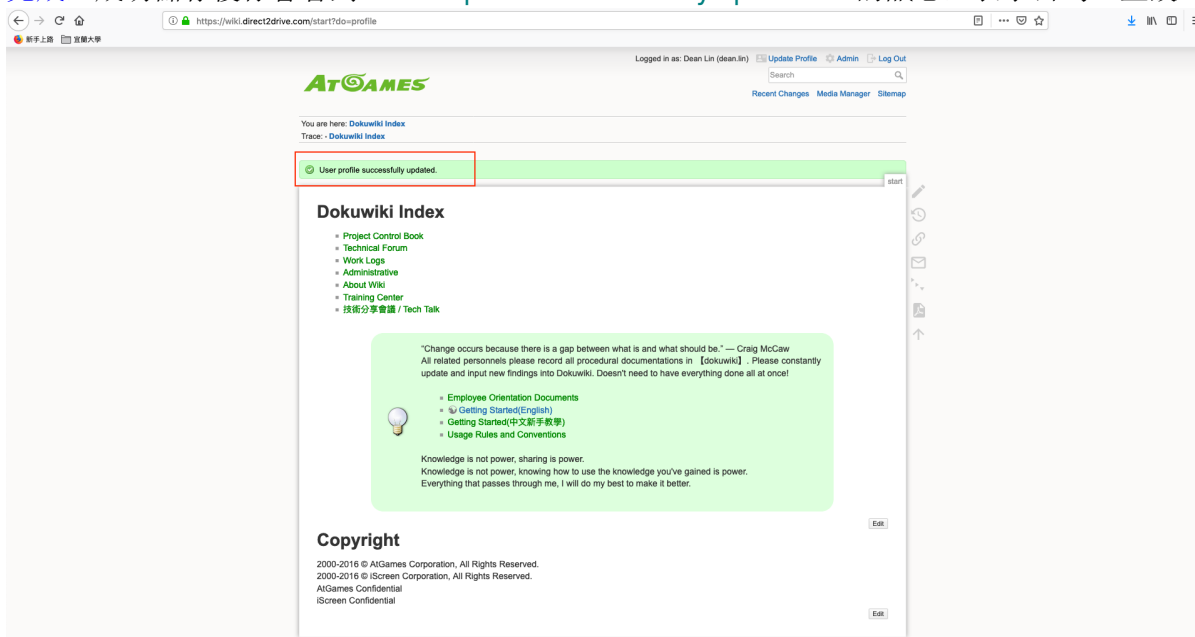 https://wiki.direct2drive.com/start?do=profile
新手上路 宜蘭大學
Logged in as: Dean Lin (dean.lin) Update Profile Admin Log Out
ATGAMES
Search
Recent Changes Media Manager Sitemap
You are here: Dokuwiki Index
Trace: • Dokuwiki Index
User profile successfully updated.
start
Dokuwiki Index
Project Control Book
Technical Forum
Work Logs
Administrative
About Wiki
Training Center
技術分享會議 / Tech Talk
"Change occurs because there is a gap between what is and what should be." — Craig McCaw
All related personnels please record all procedural documentations in 【dokuwiki】. Please constantly
update and input new findings into Dokuwiki. Doesn't need to have everything done all at once!
Employee Orientation Documents
Getting Started(English)
Getting Started(中文新手教學)
Usage Rules and Conventions
Knowledge is not power, sharing is power.
Knowledge is not power, knowing how to use the knowledge you've gained is power.
Everything that passes through me, I will do my best to make it better.
Edit
Copyright
2000-2016 © AtGames Corporation, All Rights Reserved.
2000-2016 © iScreen Corporation, All Rights Reserved.
AtGames Confidential
iScreen Confidential
Edit